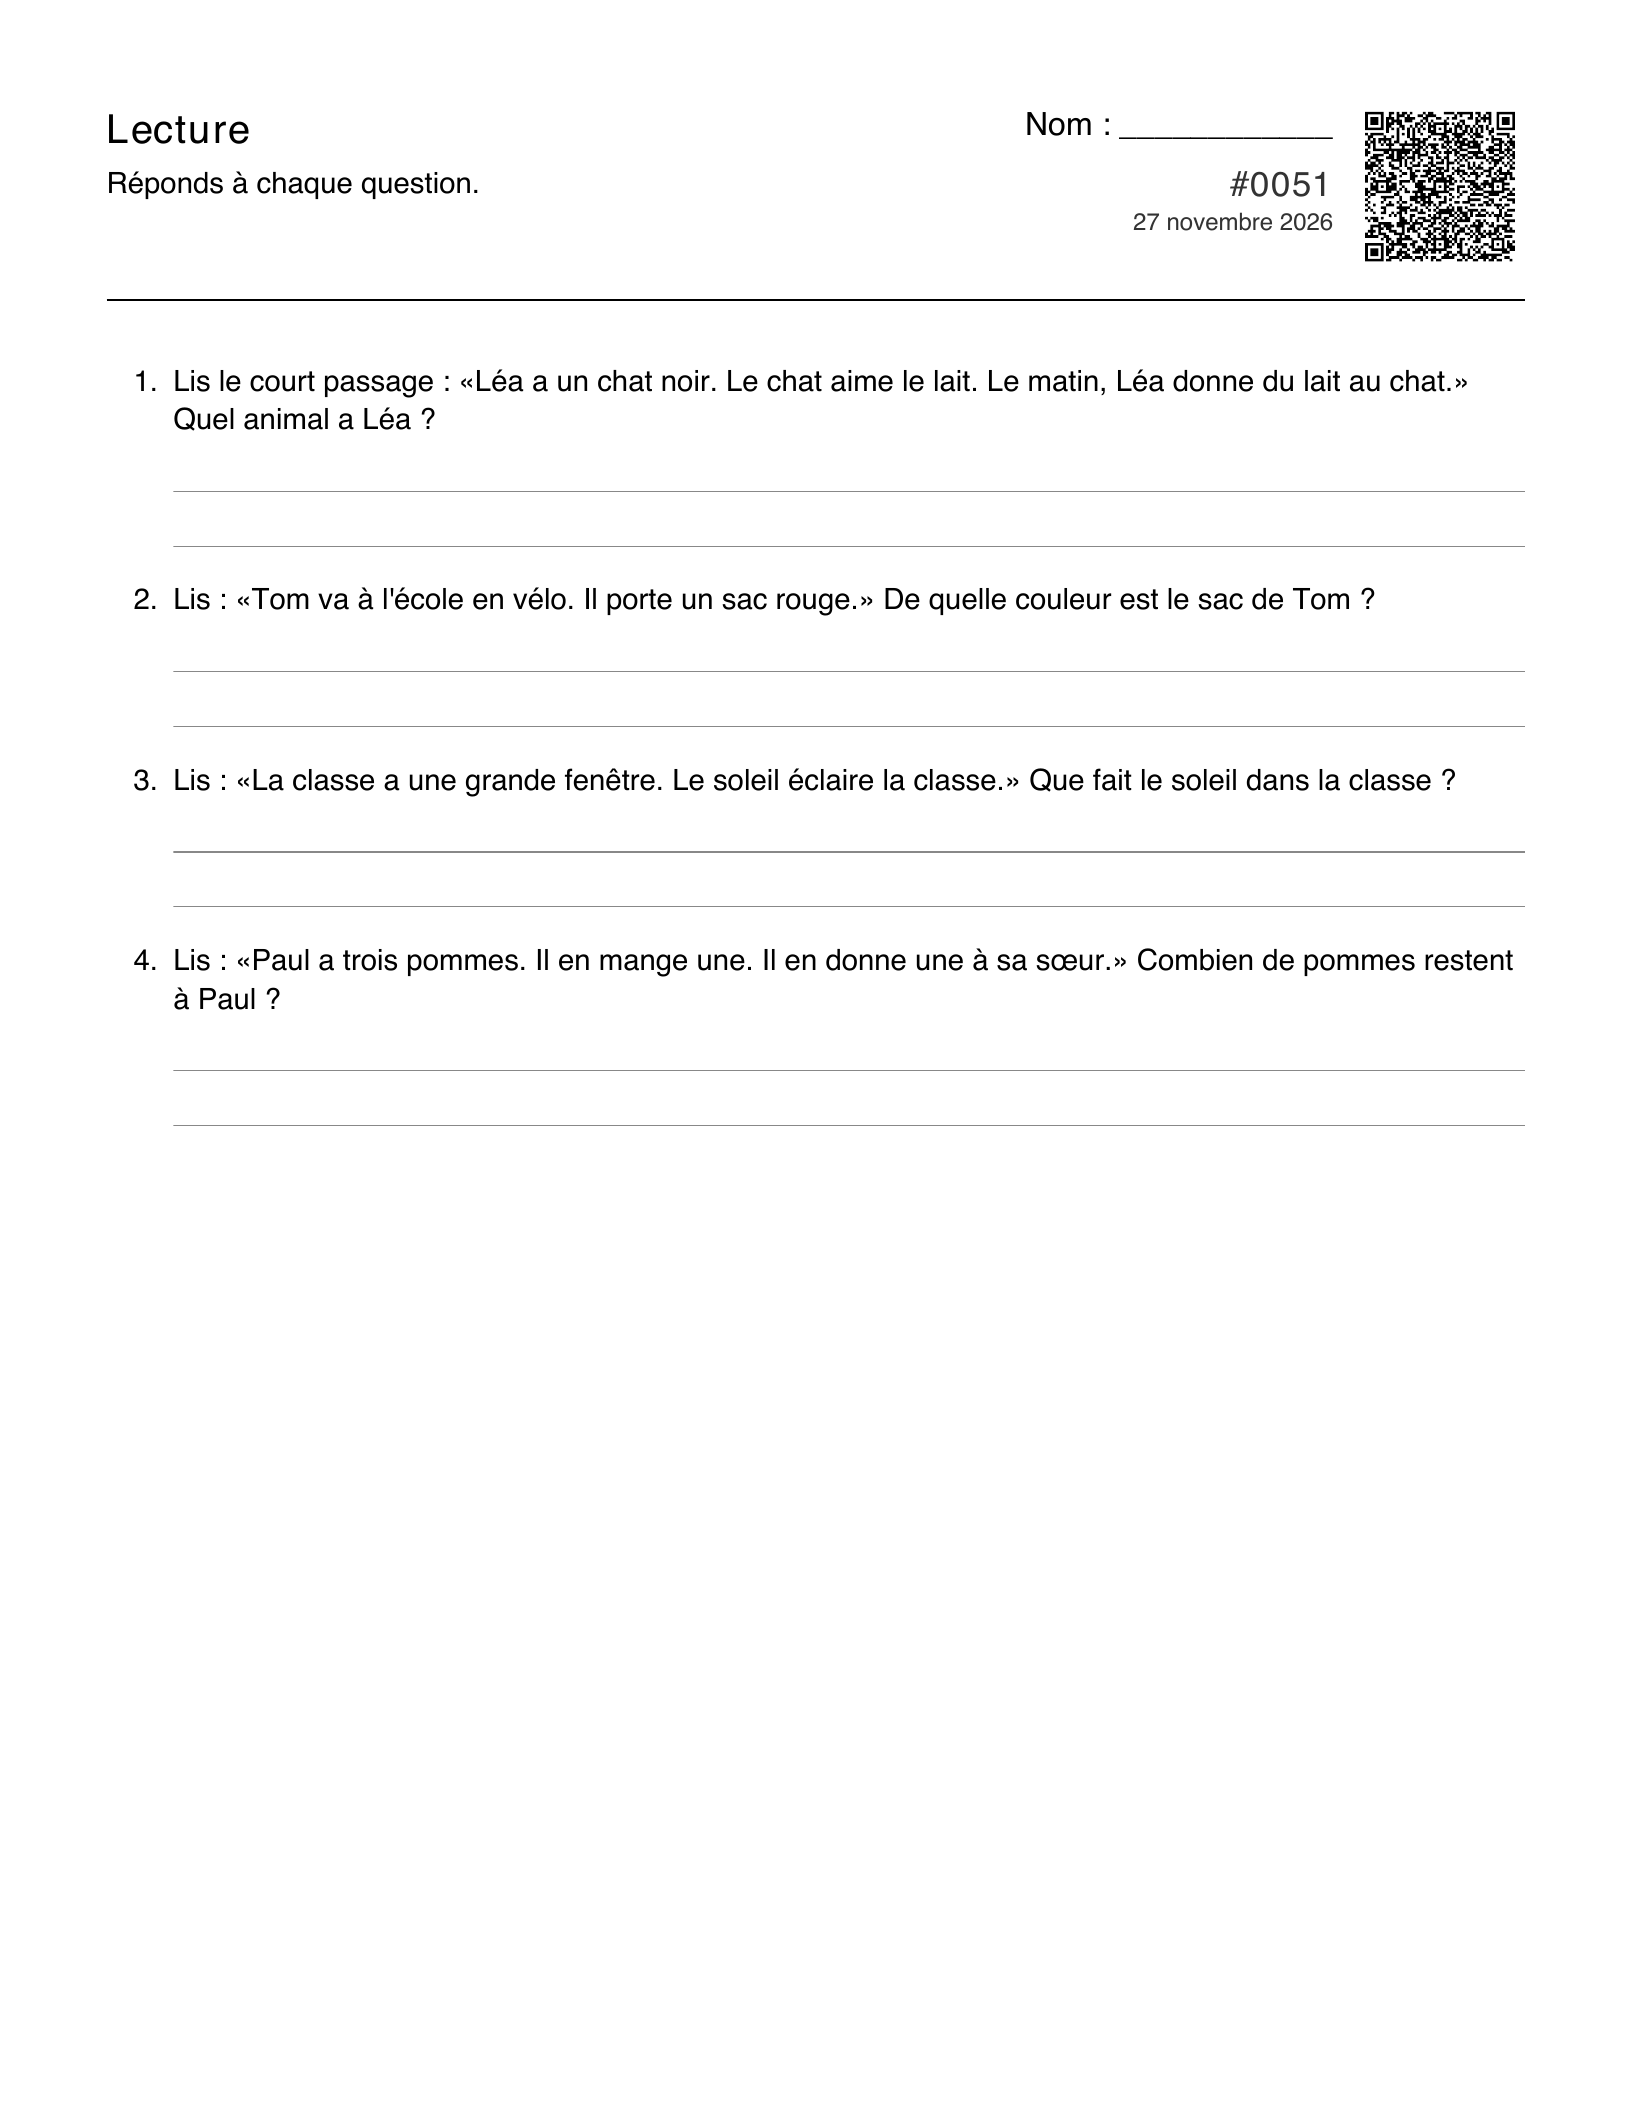 Lecture
Réponds à chaque question.
Nom : ____________
#0051
27 novembre 2026
1. Lis le court passage : «Léa a un chat noir. Le chat aime le lait. Le matin, Léa donne du lait au chat.»
Quel animal a Léa ?
2. Lis : «Tom va à l'école en vélo. Il porte un sac rouge.» De quelle couleur est le sac de Tom ?
3. Lis : «La classe a une grande fenêtre. Le soleil éclaire la classe.» Que fait le soleil dans la classe ?
4. Lis : «Paul a trois pommes. Il en mange une. Il en donne une à sa sœur.» Combien de pommes restent
à Paul ?